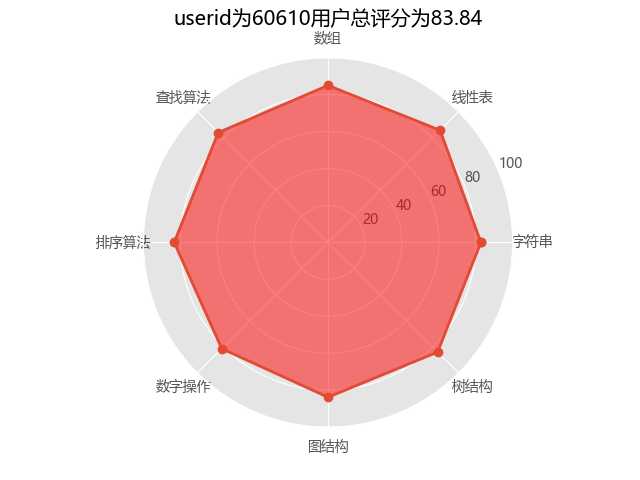 userid为60610用户总评分为83.84
数组
查找算法
线性表
100
80
60
40
20
排序算法
字符串
数字操作
树结构
图结构